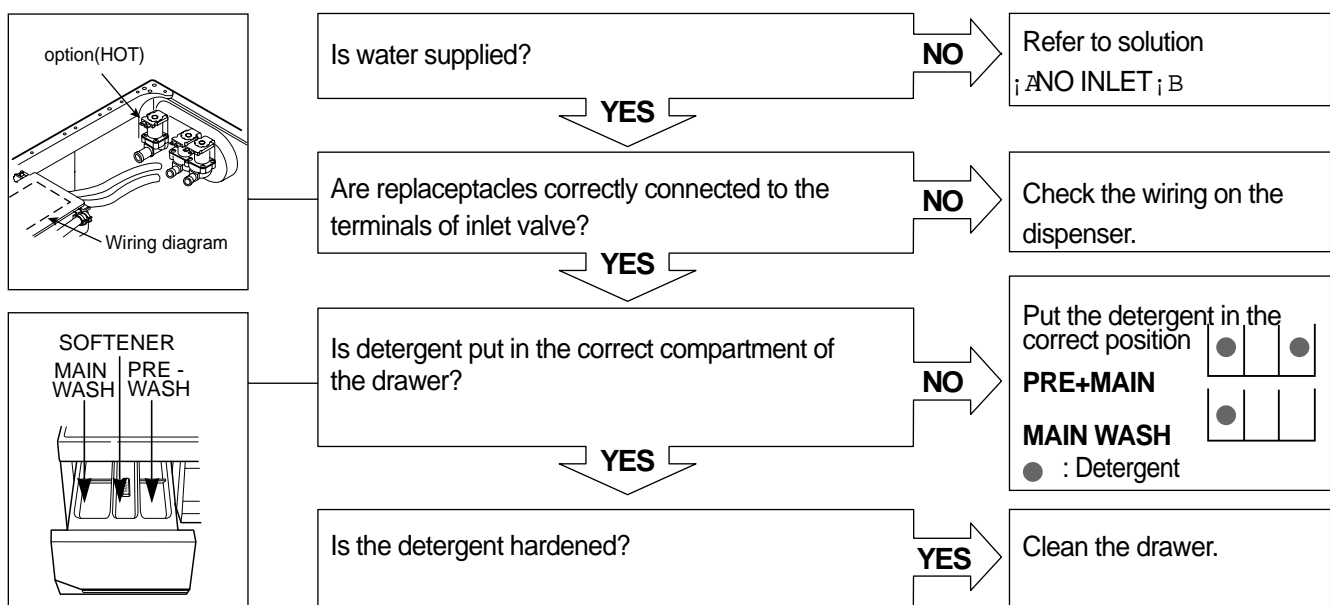 option(HOT)
Wiring diagram
Is water supplied?
NO
Refer to solution
¡ANO INLET¡B
YES
Are replaceptacles correctly connected to the
terminals of inlet valve?
NO
Check the wiring on the
dispenser.
YES
SOFTENER
MAIN PRE -
WASH WASH
Is detergent put in the correct compartment of
the drawer?
NO
Put the detergent in the
correct position
PRE+MAIN
MAIN WASH
: Detergent
YES
Is the detergent hardened?
YES
Clean the drawer.